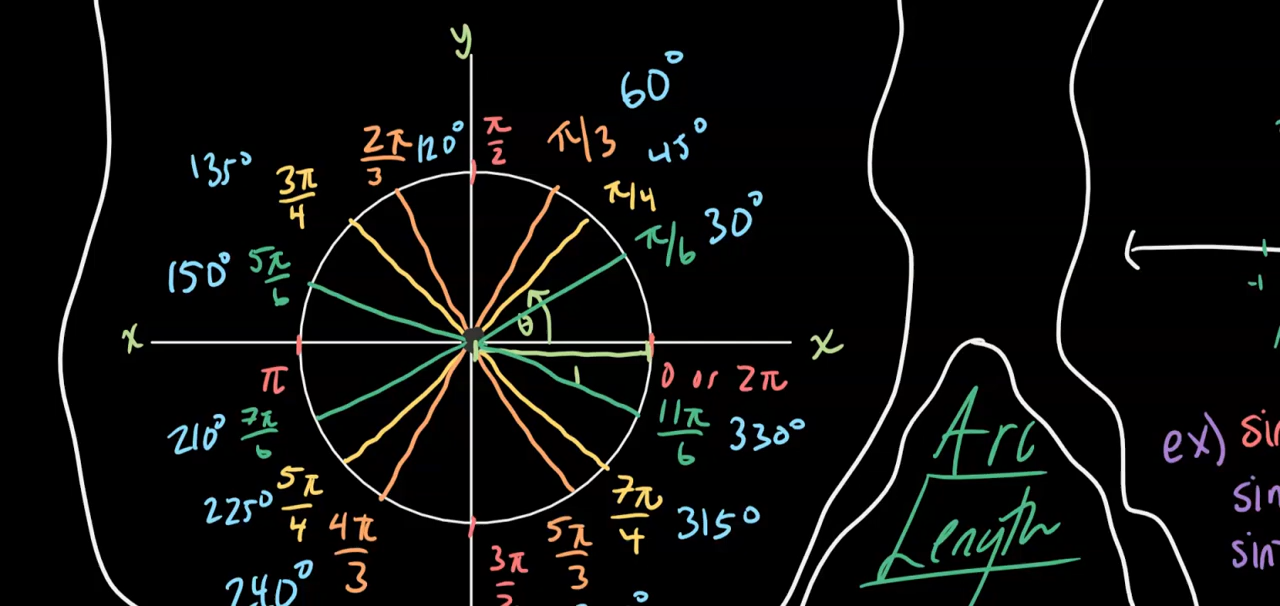 y
60°
2π/3 120° π/2 π/3 45°
135° 3π/4 π/4
π/6 30°
150° 5π/6
θ
x x
1
π 0 or 2π
210° 7π/6 11π/6 330°
225° 5π/4 7π/4 315°
240° 4π/3 3π/2 5π/3
Arc
Length
-1
ex) sin
sin
sin